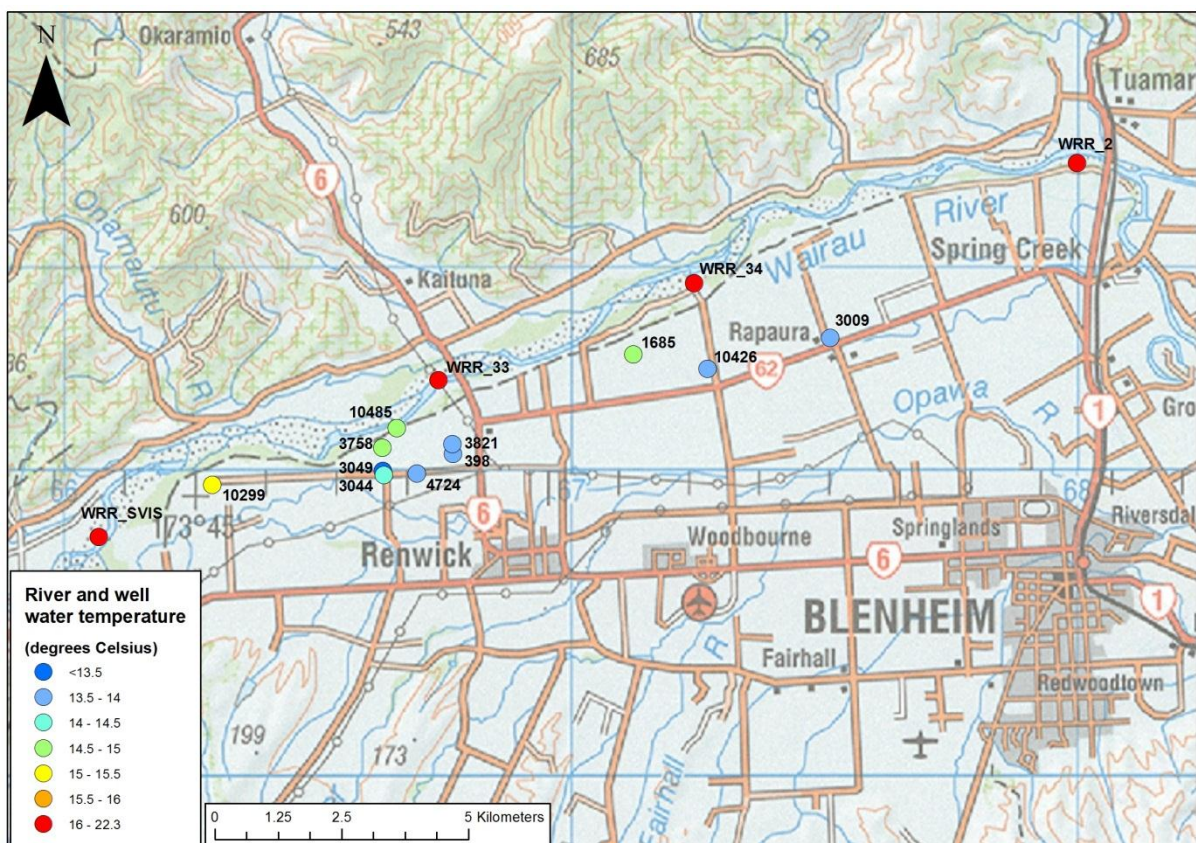 N
Okaramio
543
685
Tuamar
6
WRR_2
Onamalutu
600
R
River
Kaituna
WRR_34
Wairau
Spring Creek
86
1685
Rapaura
3009
10426
62
WRR_33
Opawa
R
1
Gro
10485
3758
3821
398
3049
3044
4724
66
10299
67
68
WRR_SVIS
173°45'
6
Woodbourne
Springlands
Riversdal
Renwick
6
River and well
water temperature
(degrees Celsius)
<13.5
13.5 - 14
14 - 14.5
14.5 - 15
15 - 15.5
15.5 - 16
16 - 22.3
BLENHEIM
1
R
Fairhall
Redwoodtown
199
173
Fairhall
0 1.25 2.5 5 Kilometers